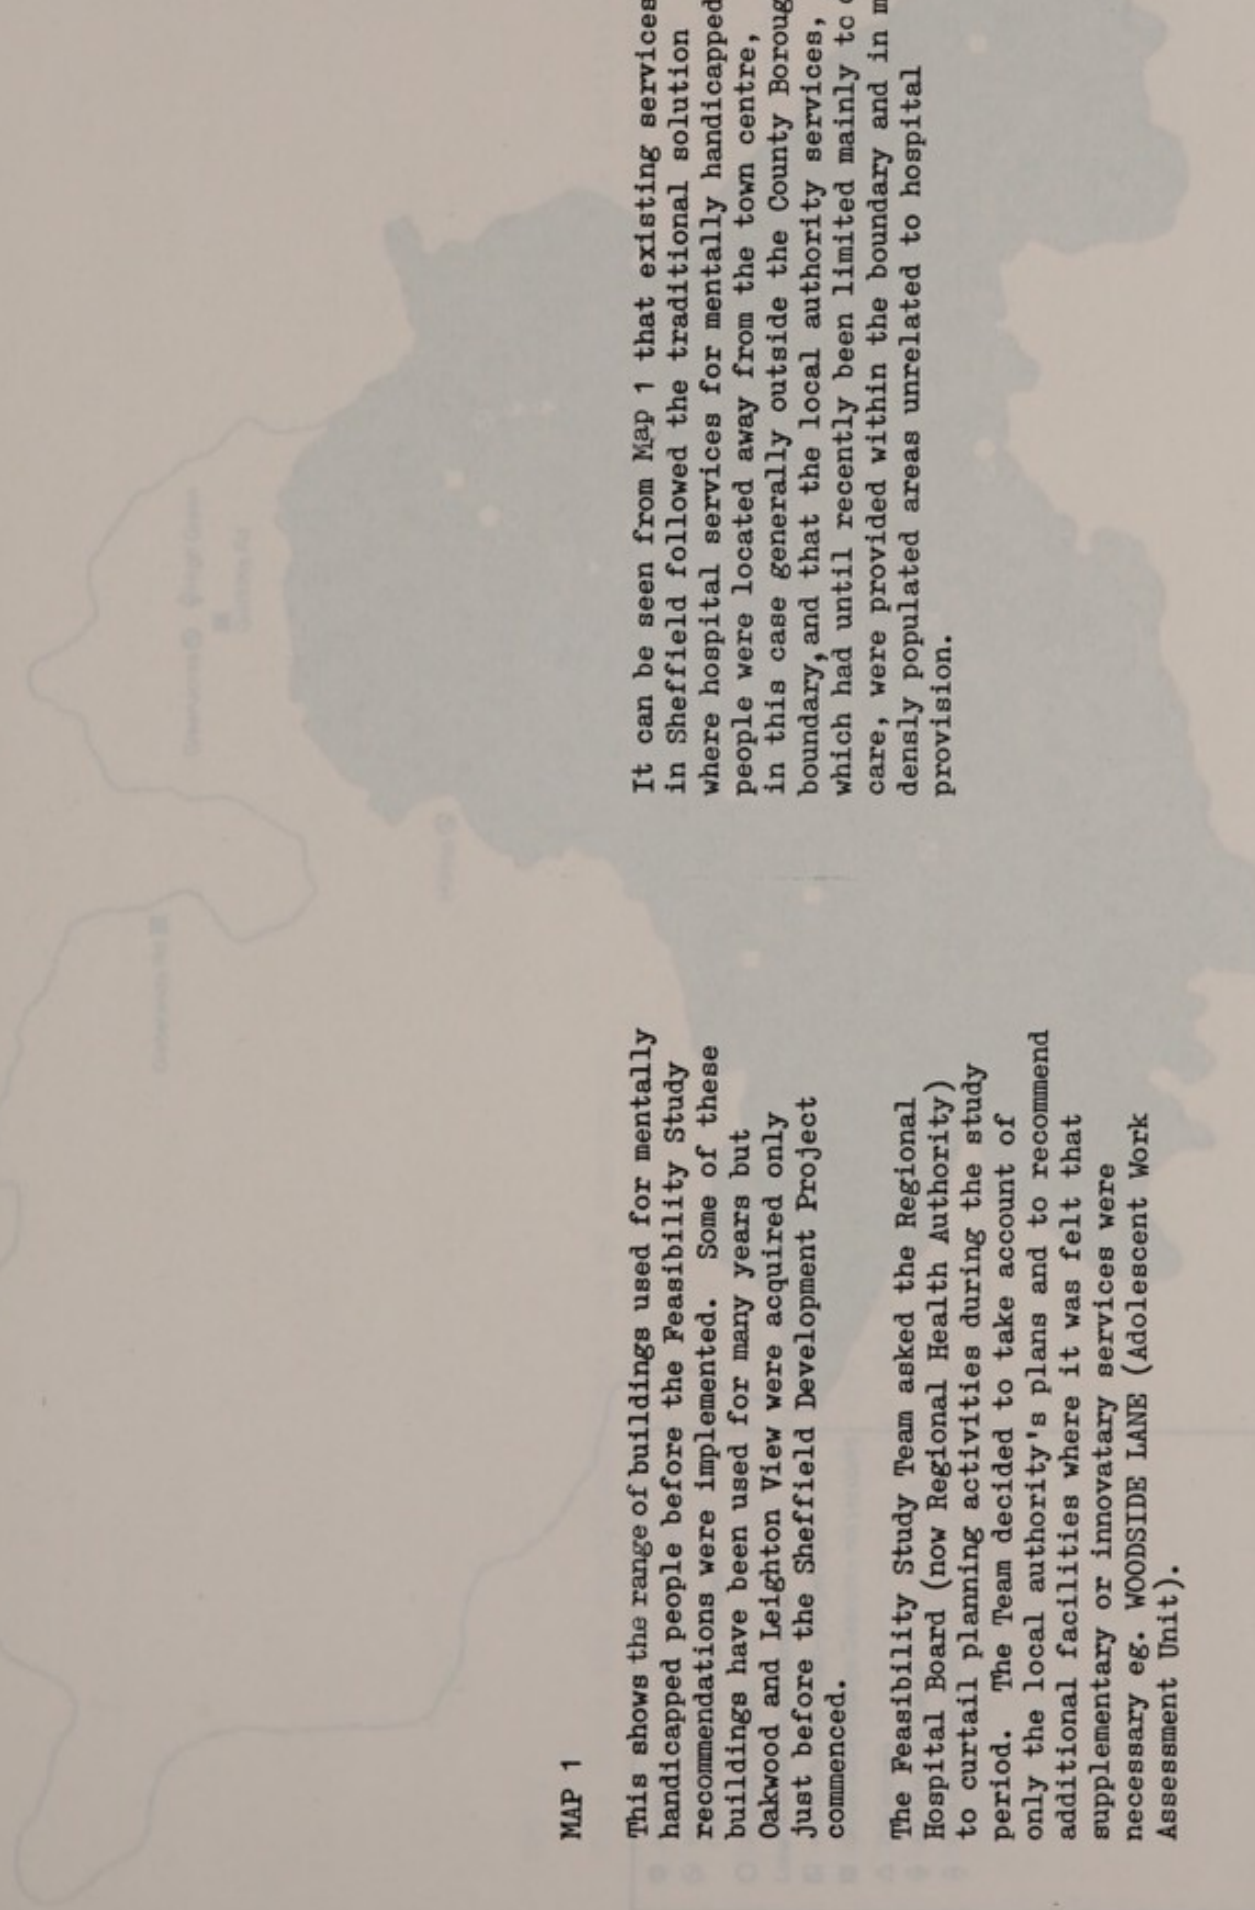 MAP 1
This shows the range of buildings used for mentally
handicapped people before the Feasibility Study
recommendations were implemented. Some of these
buildings have been used for many years but
Oakwood and Leighton View were acquired only
just before the Sheffield Development Project
commenced.
The Feasibility Study Team asked the Regional
Hospital Board (now Regional Health Authority)
to curtail planning activities during the study
period. The Team decided to take account of
only the local authority's plans and to recommend
additional facilities where it was felt that
supplementary or innovatary services were
necessary eg. WOODSIDE LANE (Adolescent Work
Assessment Unit).
It can be seen from Map 1 that existing services
in Sheffield followed the traditional solution
where hospital services for mentally handicapped
people were located away from the town centre,
in this case generally outside the County Boroug
boundary, and that the local authority services,
which had until recently been limited mainly to
care, were provided within the boundary and in
densly populated areas unrelated to hospital
provision.